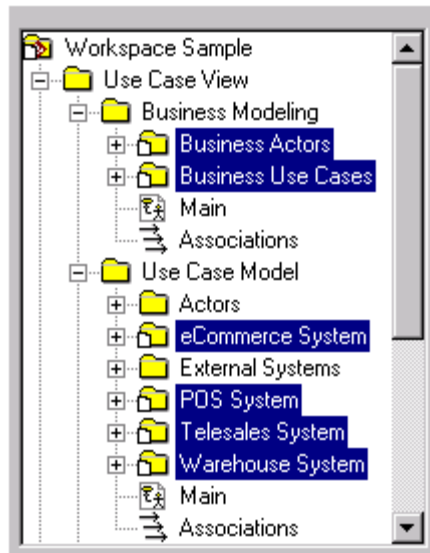 Workspace Sample
Use Case View
Business Modeling
Business Actors
Business Use Cases
Main
Associations
Use Case Model
Actors
eCommerce System
External Systems
POS System
Telesales System
Warehouse System
Main
Associations